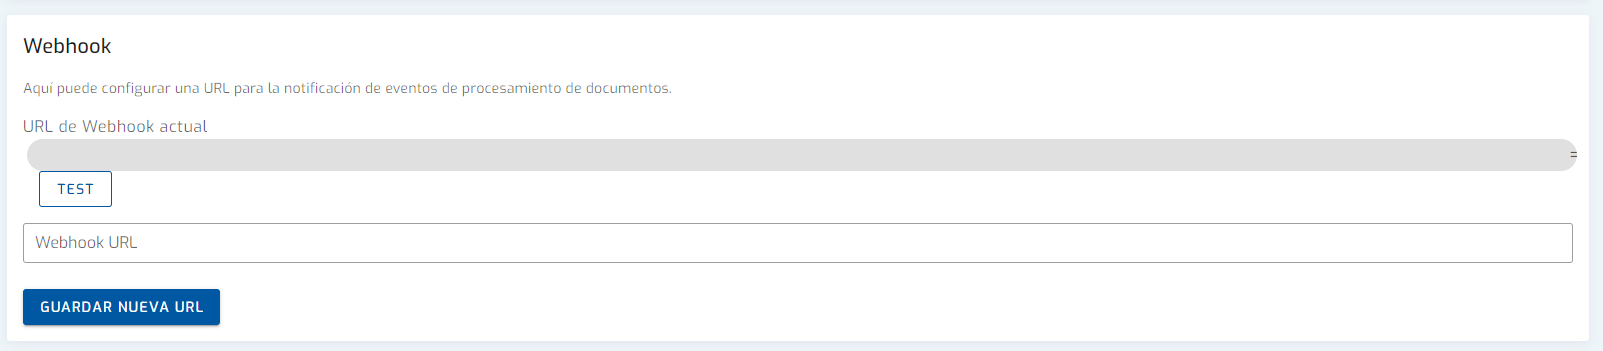 Webhook
Aquí puede configurar una URL para la notificación de eventos de procesamiento de documentos.
URL de Webhook actual
=
TEST
Webhook URL
GUARDAR NUEVA URL